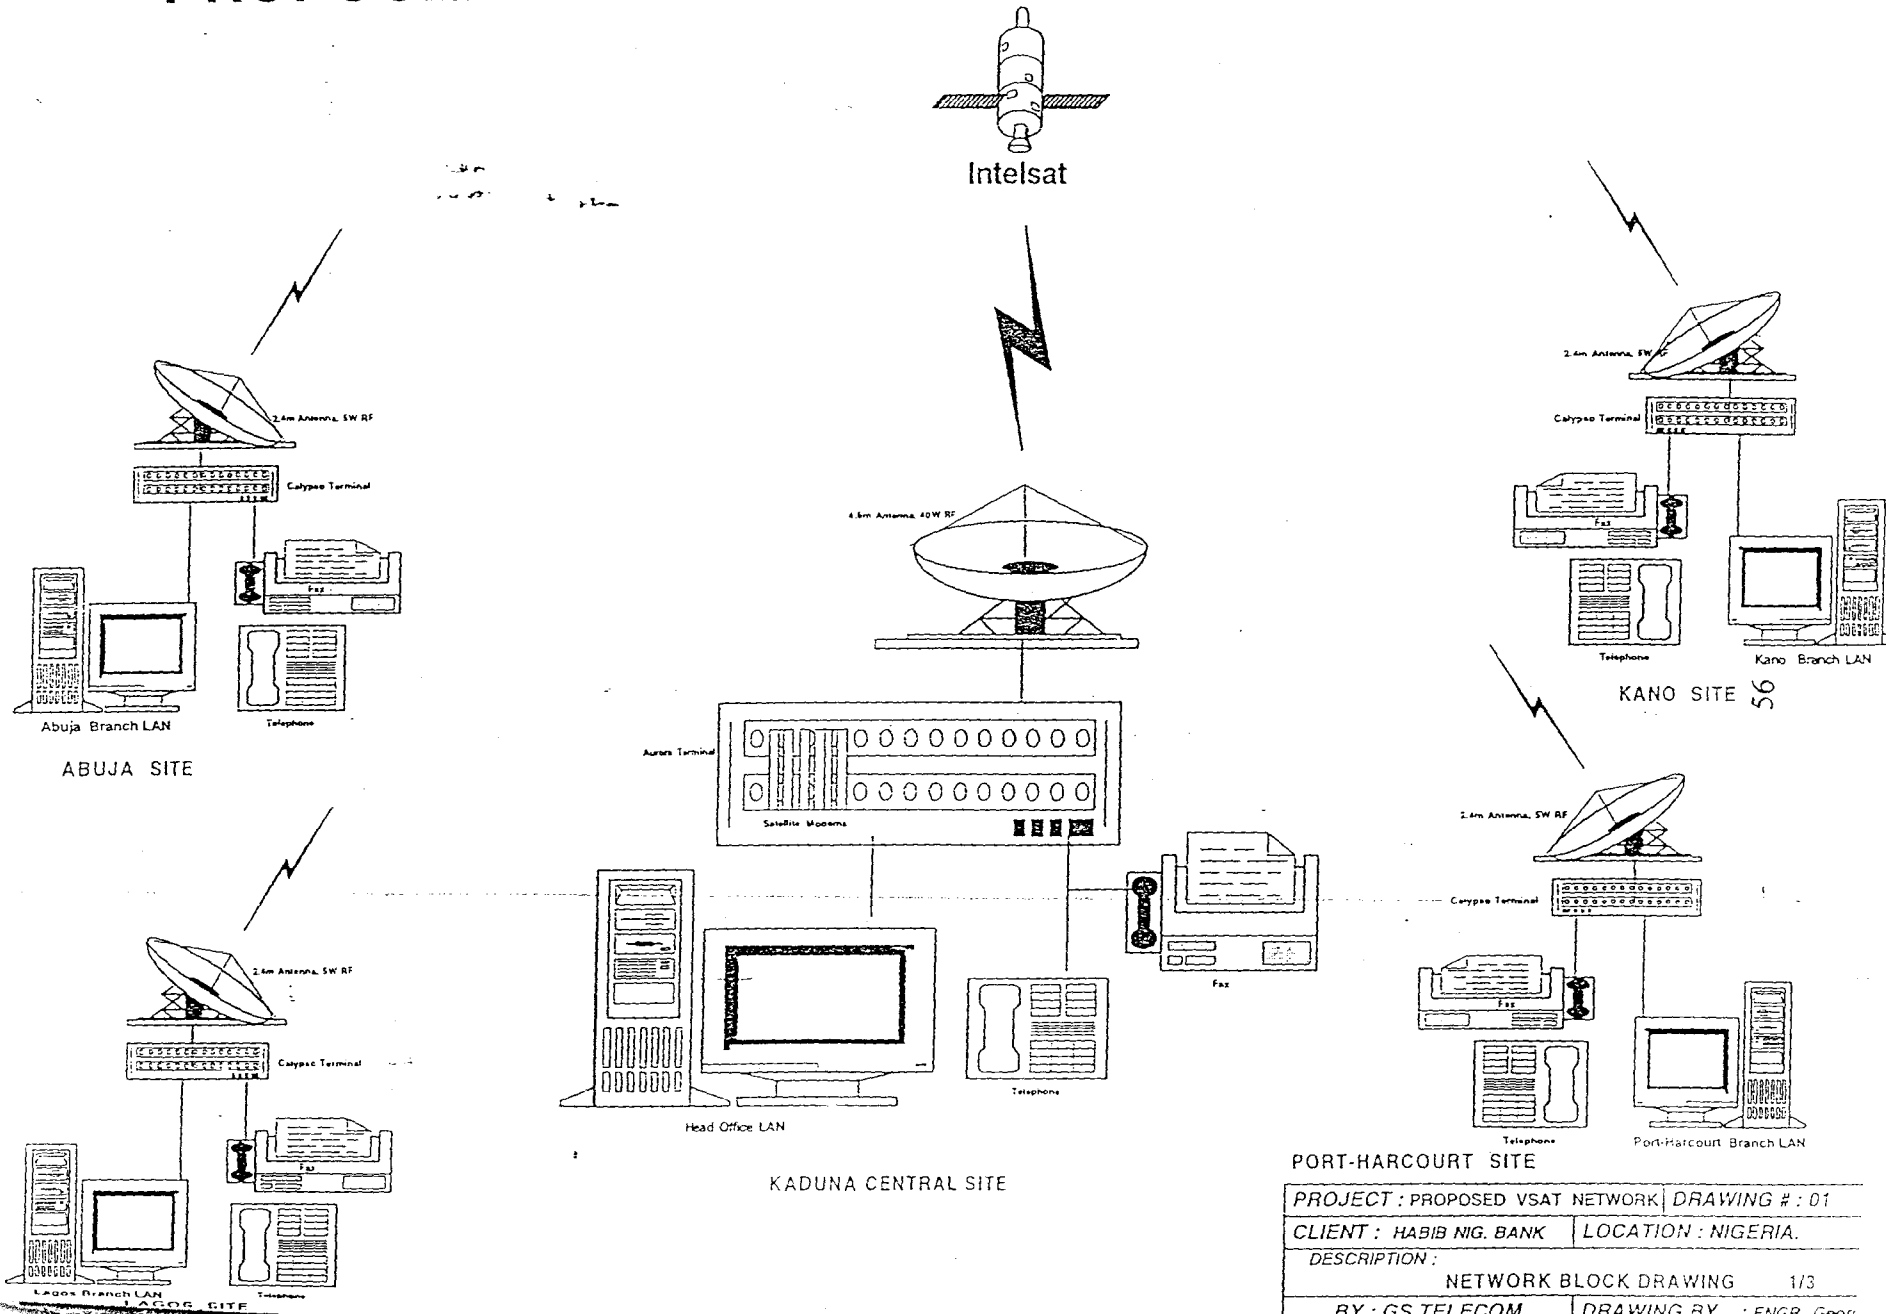 Intelsat
2.4m Antenna, 5W RF
Calypso Terminal
Fax
Telephone
Abuja Branch LAN
ABUJA SITE
2.4m Antenna, 5W RF
Calypso Terminal
Fax
Telephone
Kano Branch LAN
KANO SITE
56
4.5m Antenna, 40W RF
Aurora Terminal
Satellite Modems
Fax
Telephone
Head Office LAN
KADUNA CENTRAL SITE
2.4m Antenna, 5W RF
Calypso Terminal
Fax
Telephone
Lagos Branch LAN
LAGOS SITE
2.4m Antenna, 5W RF
Calypso Terminal
Fax
Telephone
Port-Harcourt Branch LAN
PORT-HARCOURT SITE
PROJECT : PROPOSED VSAT NETWORK DRAWING # : 01
CLIENT : HABIB NIG. BANK LOCATION : NIGERIA.
DESCRIPTION :
NETWORK BLOCK DRAWING 1/3
BY : GS TELECOM DRAWING BY : ENGR.